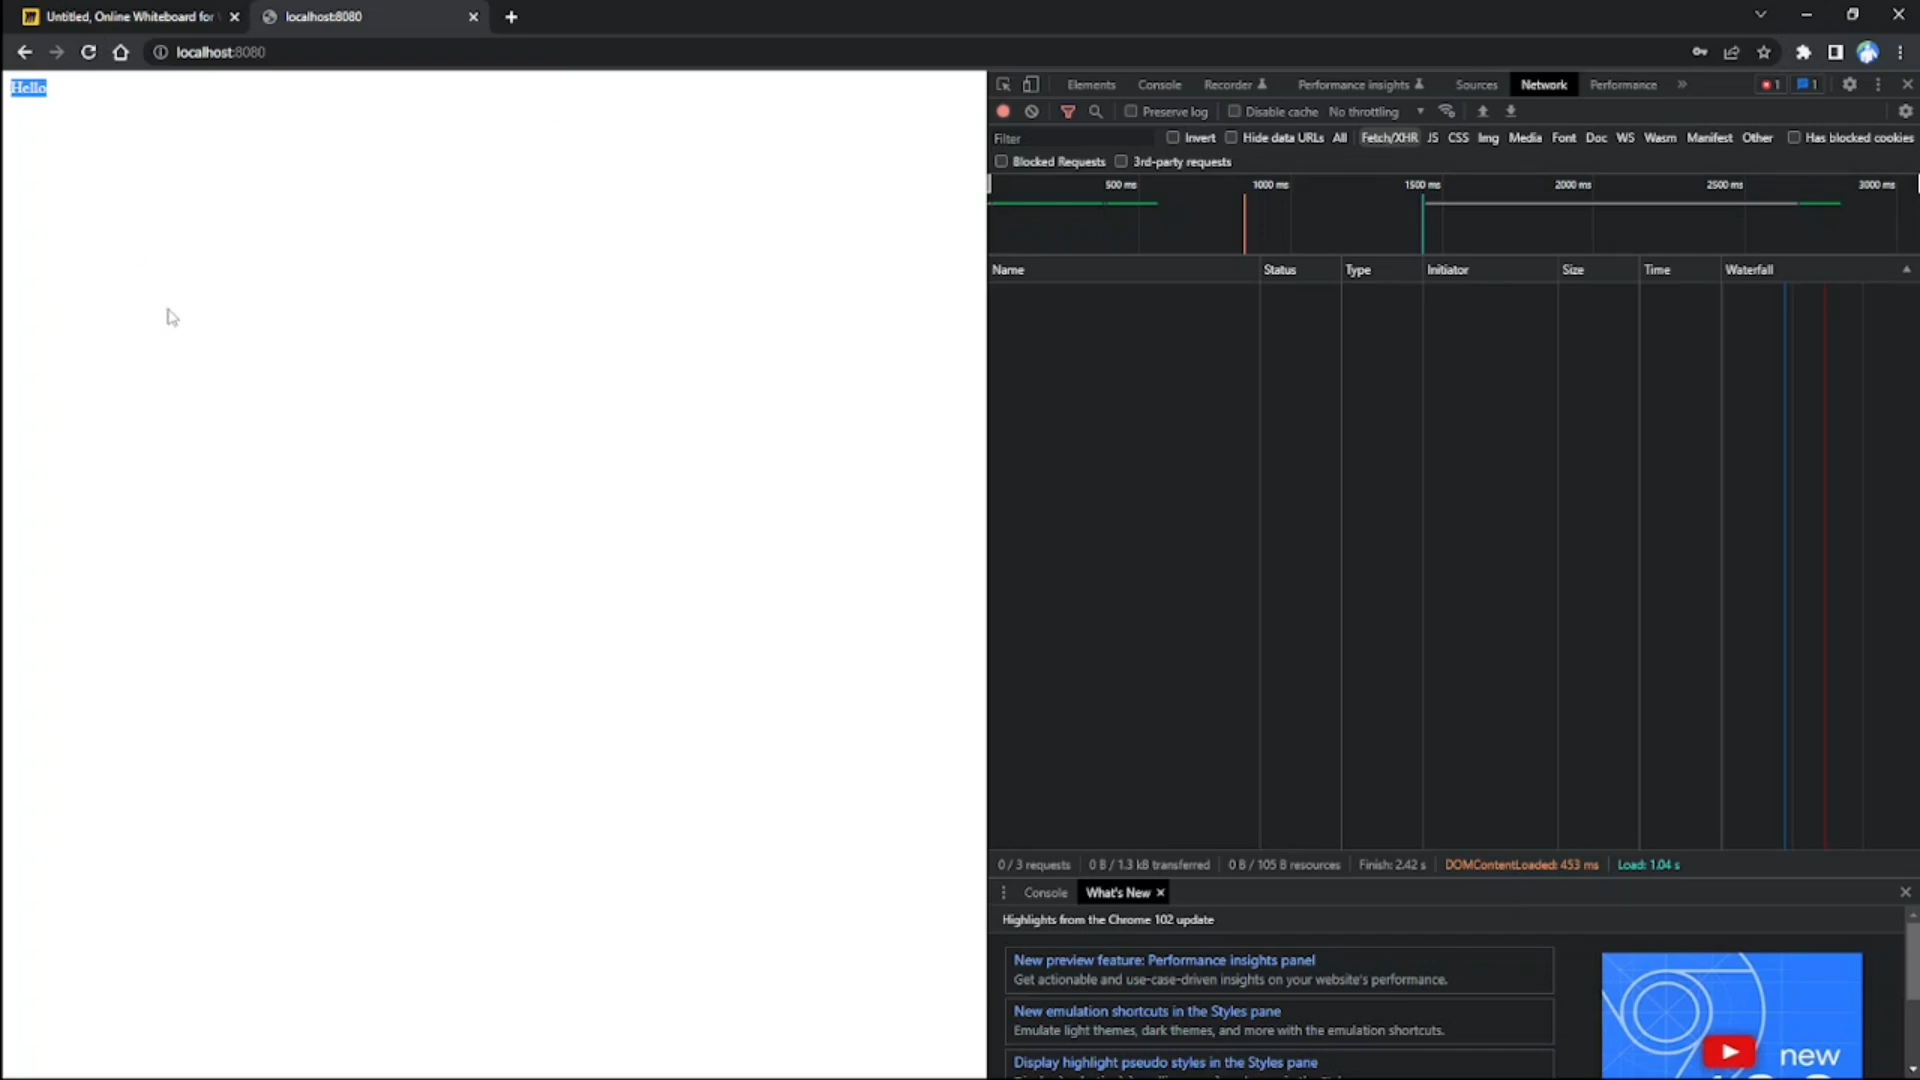 Untitled, Online Whiteboard for
localhost:8080
localhost:8080
Hello
Elements Console Recorder Performance insights Sources Network Performance 1 1
Preserve log Disable cache No throttling
Filter Invert Hide data URLs All Fetch/XHR JS CSS Img Media Font Doc WS Wasm Manifest Other Has blocked cookies
Blocked Requests 3rd-party requests
500 ms 1000 ms 1500 ms 2000 ms 2500 ms 3000 ms
Name Status Type Initiator Size Time Waterfall
0 / 3 requests 0 B / 1.3 kB transferred 0 B / 105 B resources Finish: 2.42 s DOMContentLoaded: 453 ms Load: 1.04 s
Console What's New
Highlights from the Chrome 102 update
New preview feature: Performance insights panel
Get actionable and use-case-driven insights on your website's performance.
New emulation shortcuts in the Styles pane
Emulate light themes, dark themes, and more with the emulation shortcuts.
Display highlight pseudo styles in the Styles pane
new